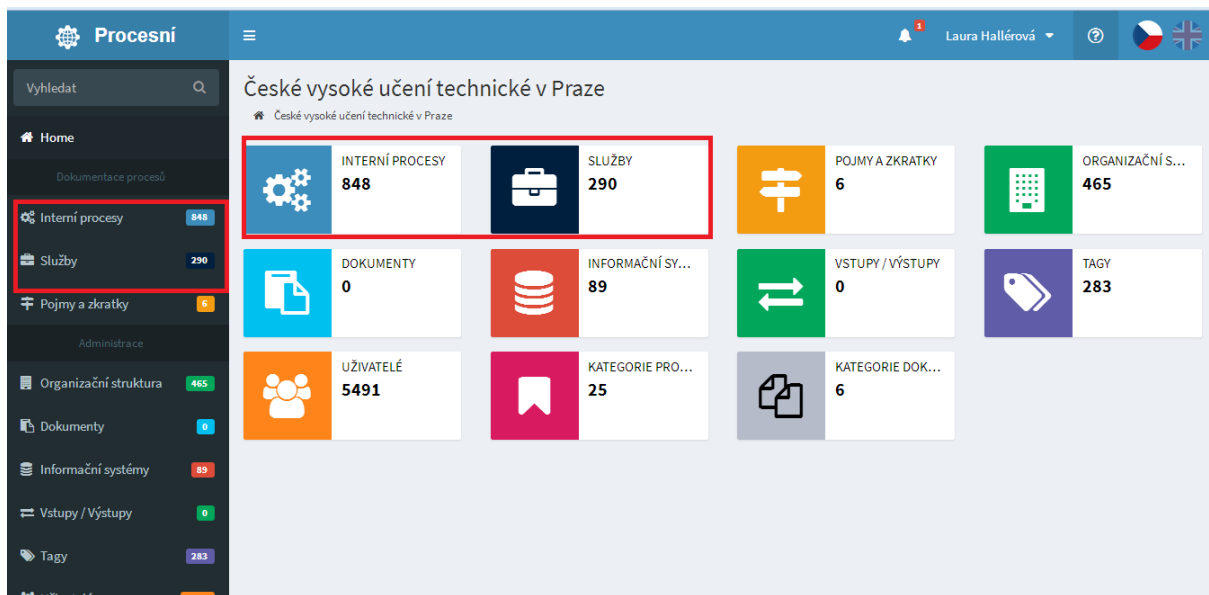 Procesní
1
Laura Hallérová
Vyhledat
Home
Dokumentace procesů
Interní procesy 848
Služby 290
Pojmy a zkratky 6
Administrace
Organizační struktura 465
Dokumenty 0
Informační systémy 89
Vstupy / Výstupy 0
Tagy 283
České vysoké učení technické v Praze
České vysoké učení technické v Praze
INTERNÍ PROCESY
848
SLUŽBY
290
POJMY A ZKRATKY
6
ORGANIZAČNÍ S...
465
DOKUMENTY
0
INFORMAČNÍ SY...
89
VSTUPY / VÝSTUPY
0
TAGY
283
UŽIVATELÉ
5491
KATEGORIE PRO...
25
KATEGORIE DOK...
6